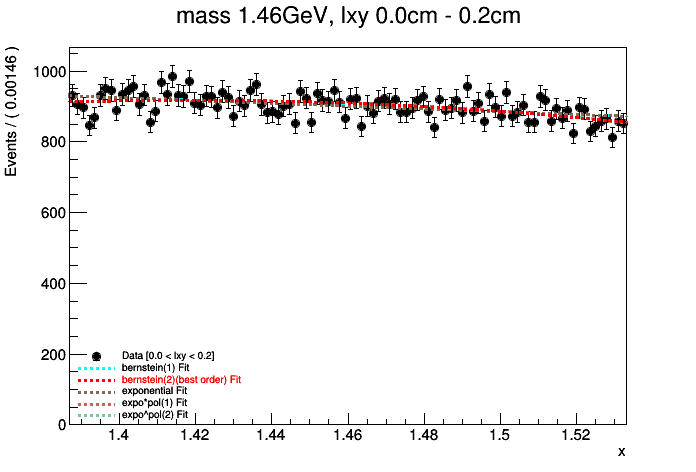 mass 1.46GeV, lxy 0.0cm - 0.2cm
Events / ( 0.00146 )
1000
800
600
400
200
0
Data [0.0 < lxy < 0.2]
bernstein(1) Fit
bernstein(2)(best order) Fit
exponential Fit
expo*pol(1) Fit
expo*pol(2) Fit
1.4 1.42 1.44 1.46 1.48 1.5 1.52
x